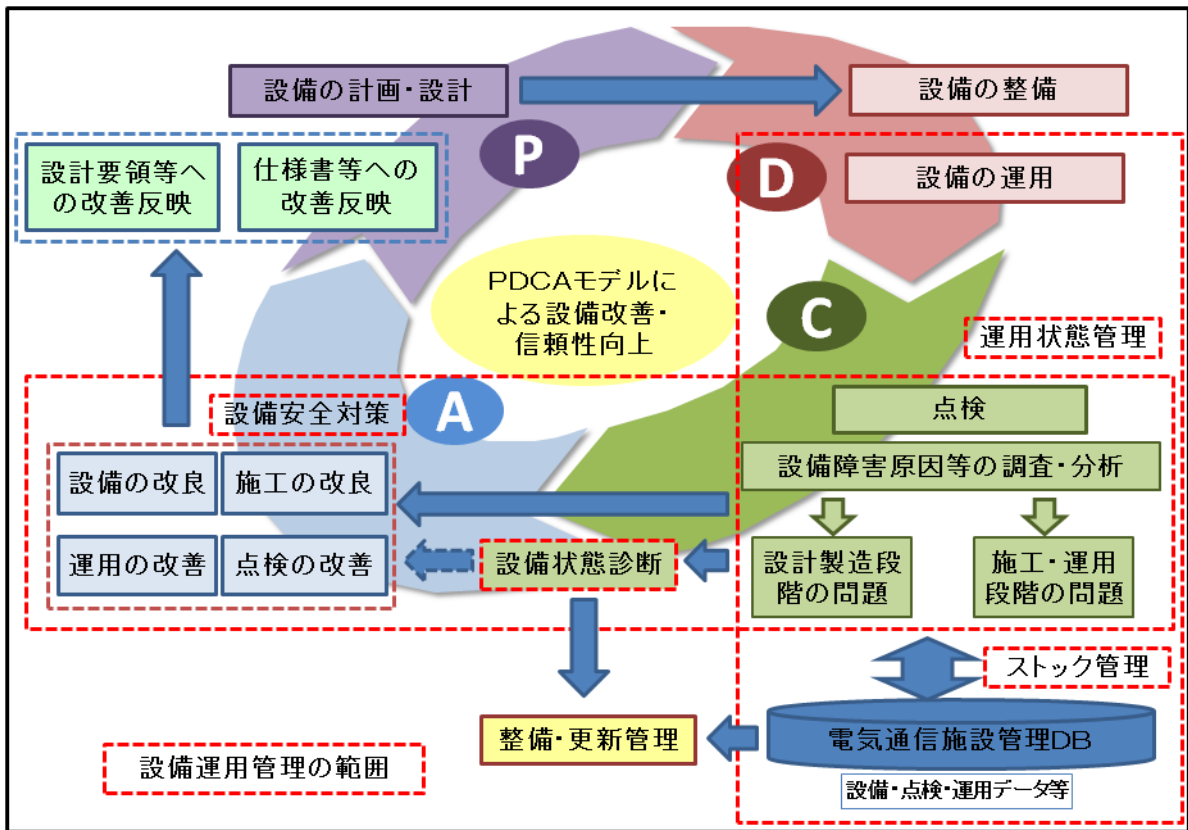 設備の計画・設計
設備の整備
P
D
設計要領等へ
の改善反映
仕様書等への
改善反映
設備の運用
PDCAモデルに
よる設備改善・
信頼性向上
C
運用状態管理
A
設備安全対策
点検
設備の改良
施工の改良
設備障害原因等の調査・分析
運用の改善
点検の改善
設備状態診断
設計製造段
階の問題
施工・運用
段階の問題
ストック管理
整備・更新管理
電気通信施設管理DB
設備運用管理の範囲
設備・点検・運用データ等